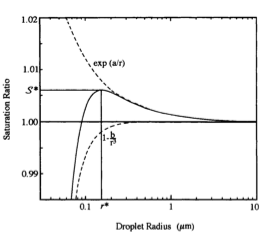 1.02
1.01
S*
1.00
0.99
Saturation Ratio
exp (a/r)
1-b/r³
0.1
r*
1
10
Droplet Radius (μm)